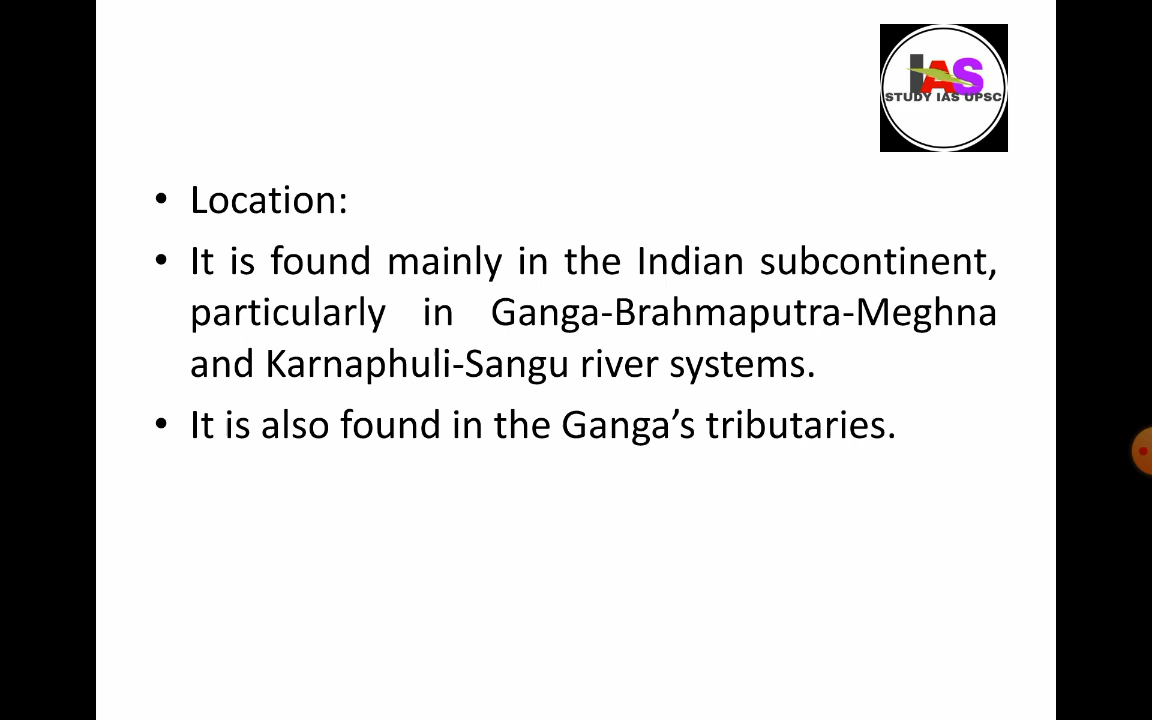 IAS
STUDY IAS UPSC
• Location:
• It is found mainly in the Indian subcontinent,
particularly in Ganga-Brahmaputra-Meghna
and Karnaphuli-Sangu river systems.
• It is also found in the Ganga’s tributaries.